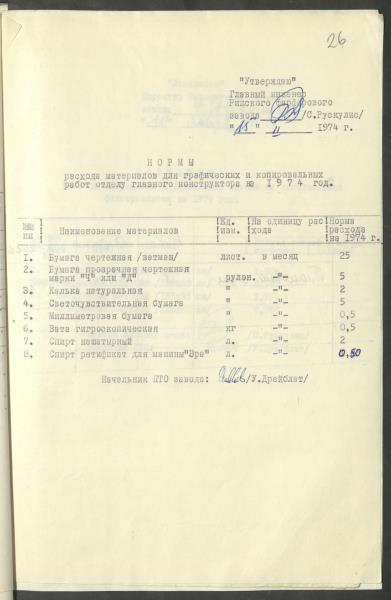 26
"Утверждаю"
Главный инженер
Рижского фарфорового
завода /С.Рускулис/
"15" II 1974 г.
НОРМЫ
расхода материалов для графических и копировальных
работ отделу главного конструктора на 1974 год.
№№ пп Наименование материалов Ед. изм. На единицу расхода Норма расхода на 1974 г.
1. Бумага чертежная /ватман/ лист. в месяц 25
2. Бумага прозрачная чертежная
марки "Ч" или "Д" рулон. -"- 5
3. Калька натуральная " -"- 2
4. Светочувствительная бумага " -"- 5
5. Миллиметровая бумага " -"- 0,5
6. Вата гигроскопическая кг -"- 0,5
7. Спирт нашатырный л. -"- 2
8. Спирт ретификат для машины "Эра" л. -"- 0,50
Начальник ПТО завода: /У.Дрейблат/